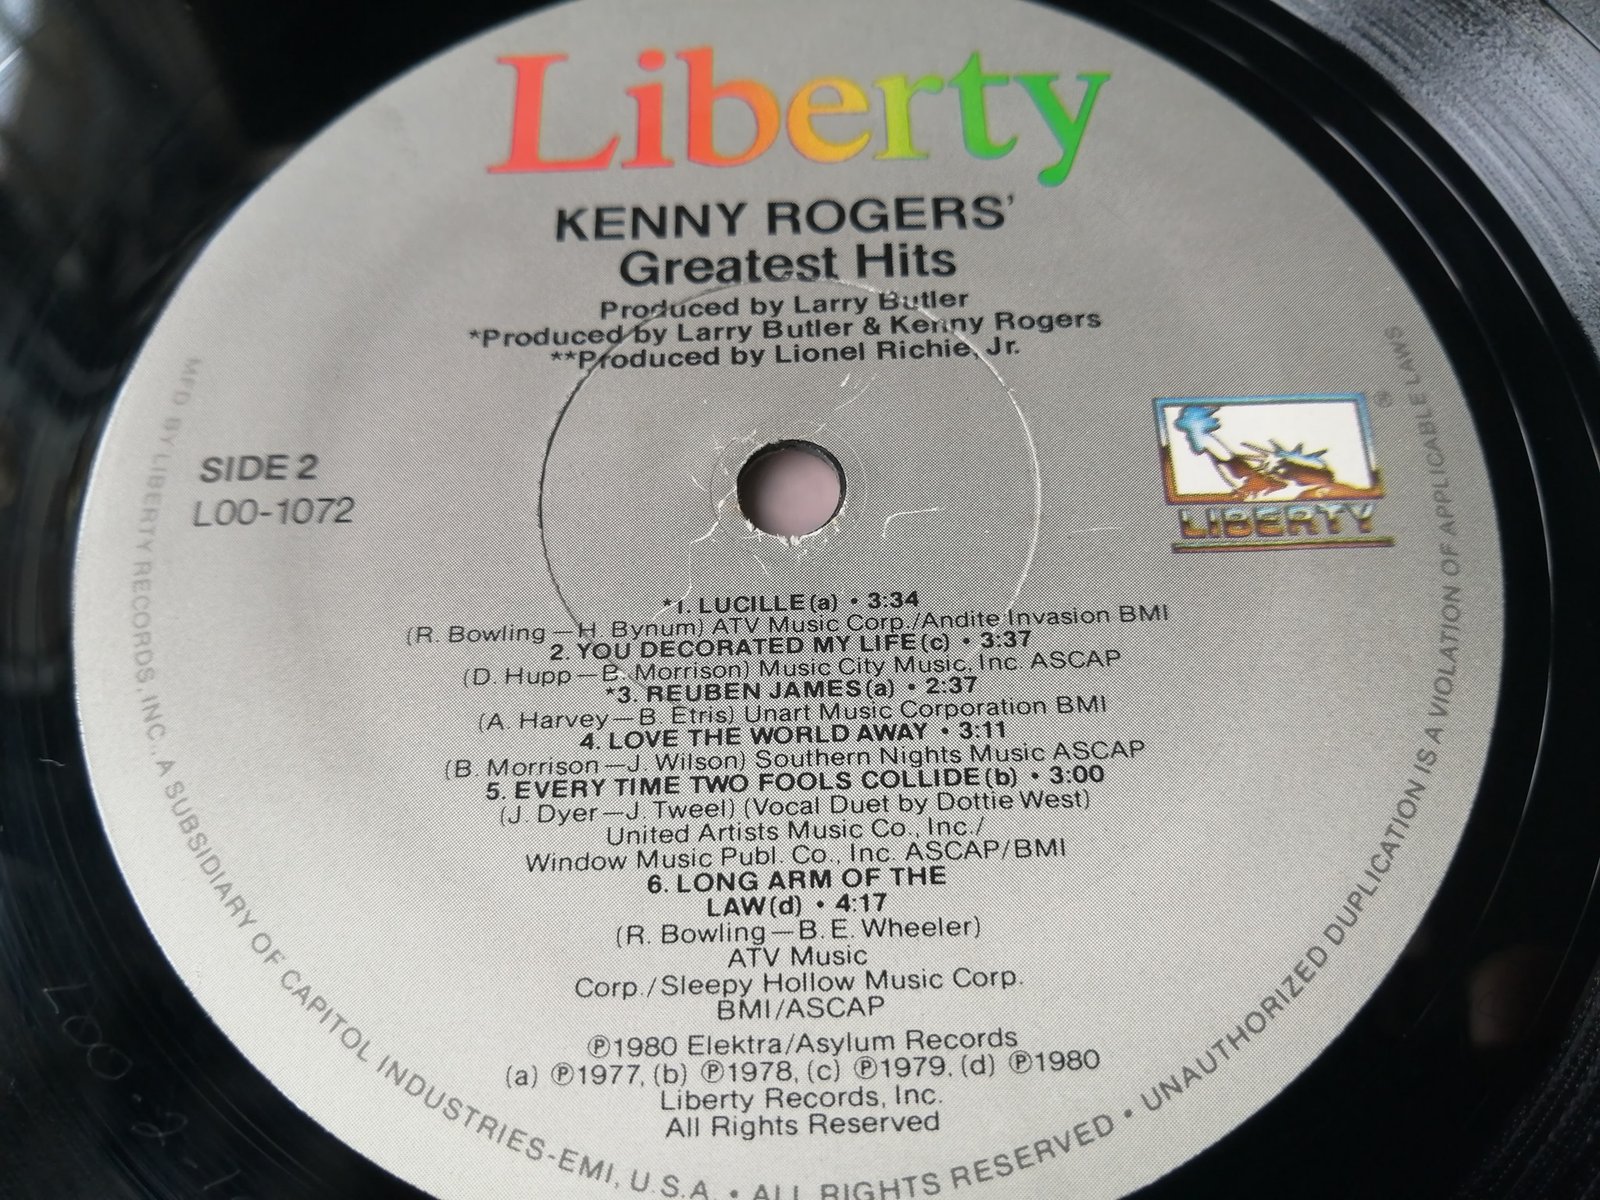 Liberty
KENNY ROGERS'
Greatest Hits
Produced by Larry Butler
*Produced by Larry Butler & Kenny Rogers
**Produced by Lionel Richie, Jr.
SIDE 2
LOO-1072
LIBERTY
®
*1. LUCILLE(a) • 3:34
(R. Bowling—H. Bynum) ATV Music Corp./Andite Invasion BMI
2. YOU DECORATED MY LIFE(c) • 3:37
(D. Hupp—B. Morrison) Music City Music, Inc. ASCAP
*3. REUBEN JAMES(a) • 2:37
(A. Harvey—B. Etris) Unart Music Corporation BMI
4. LOVE THE WORLD AWAY • 3:11
(B. Morrison—J. Wilson) Southern Nights Music ASCAP
5. EVERY TIME TWO FOOLS COLLIDE(b) • 3:00
(J. Dyer—J. Tweel) (Vocal Duet by Dottie West)
United Artists Music Co., Inc./
Window Music Publ. Co., Inc. ASCAP/BMI
6. LONG ARM OF THE
LAW(d) • 4:17
(R. Bowling—B.E. Wheeler)
ATV Music
Corp./Sleepy Hollow Music Corp.
BMI/ASCAP
℗1980 Elektra/Asylum Records
(a) ℗1977, (b) ℗1978, (c) ℗1979, (d) ℗1980
Liberty Records, Inc.
All Rights Reserved
MFD BY LIBERTY RECORDS, INC., A SUBSIDIARY OF CAPITOL INDUSTRIES-EMI, U.S.A. • ALL RIGHTS RESERVED • UNAUTHORIZED DUPLICATION IS A VIOLATION OF APPLICABLE LAWS